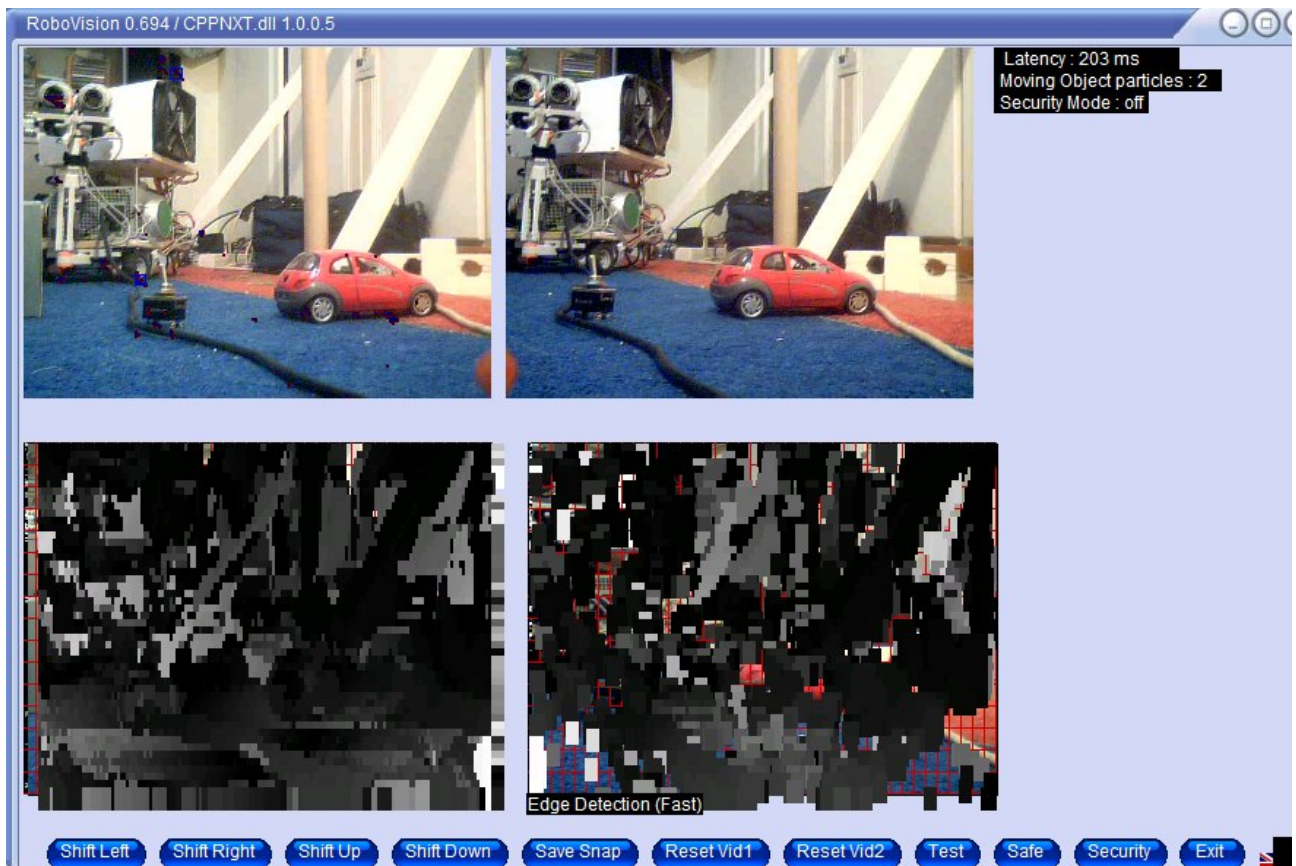 RoboVision 0.694 / CPPNXT.dll 1.0.0.5
Latency : 203 ms
Moving Object particles : 2
Security Mode : off
Edge Detection (Fast)
Shift Left Shift Right Shift Up Shift Down Save Snap Reset Vid1 Reset Vid2 Test Safe Security Exit